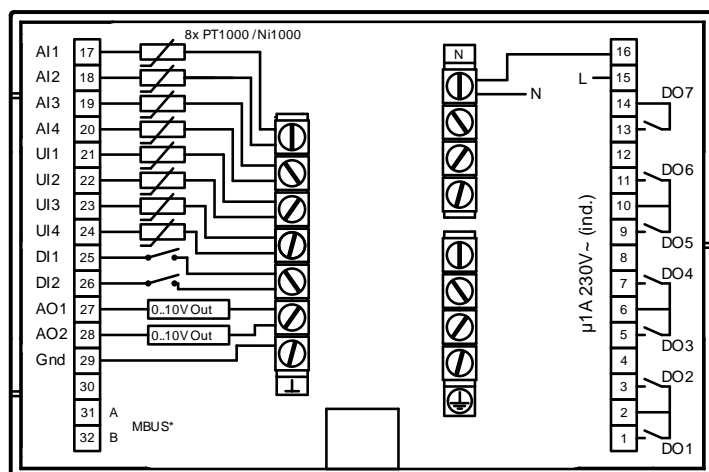 8x PT1000 /Ni1000
AI1 17
AI2 18
AI3 19
AI4 20
UI1 21
UI2 22
UI3 23
UI4 24
DI1 25
DI2 26
AO1 27 0..10V Out
AO2 28 0..10V Out
Gnd 29
30
31 A
32 B
MBUS*
N
N
L
µ1A 230V~ (ind.)
16
15
14 DO7
13
12
11 DO6
10
9 DO5
8
7 DO4
6
5 DO3
4
3 DO2
2
1 DO1